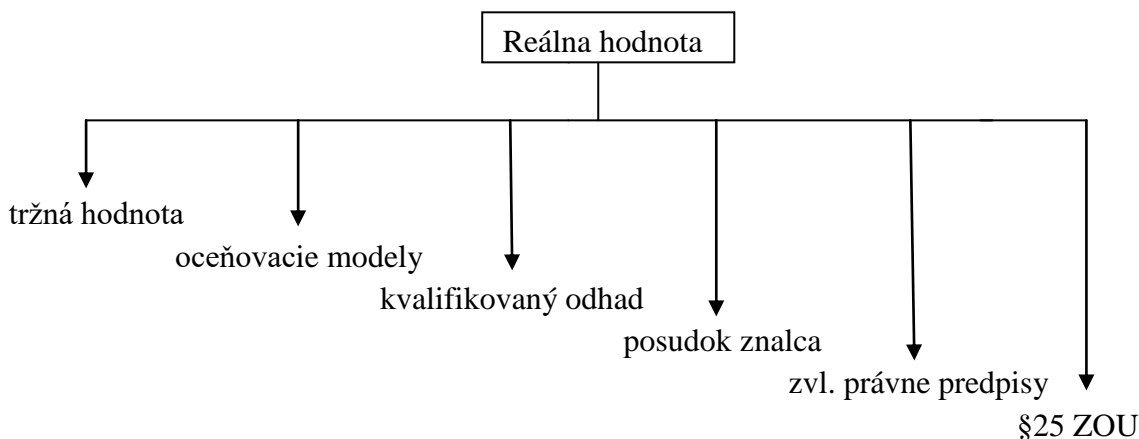 Reálna hodnota
tržná hodnota
oceňovacie modely
kvalifikovaný odhad
posudok znalca
zvl. právne predpisy
§25 ZOU